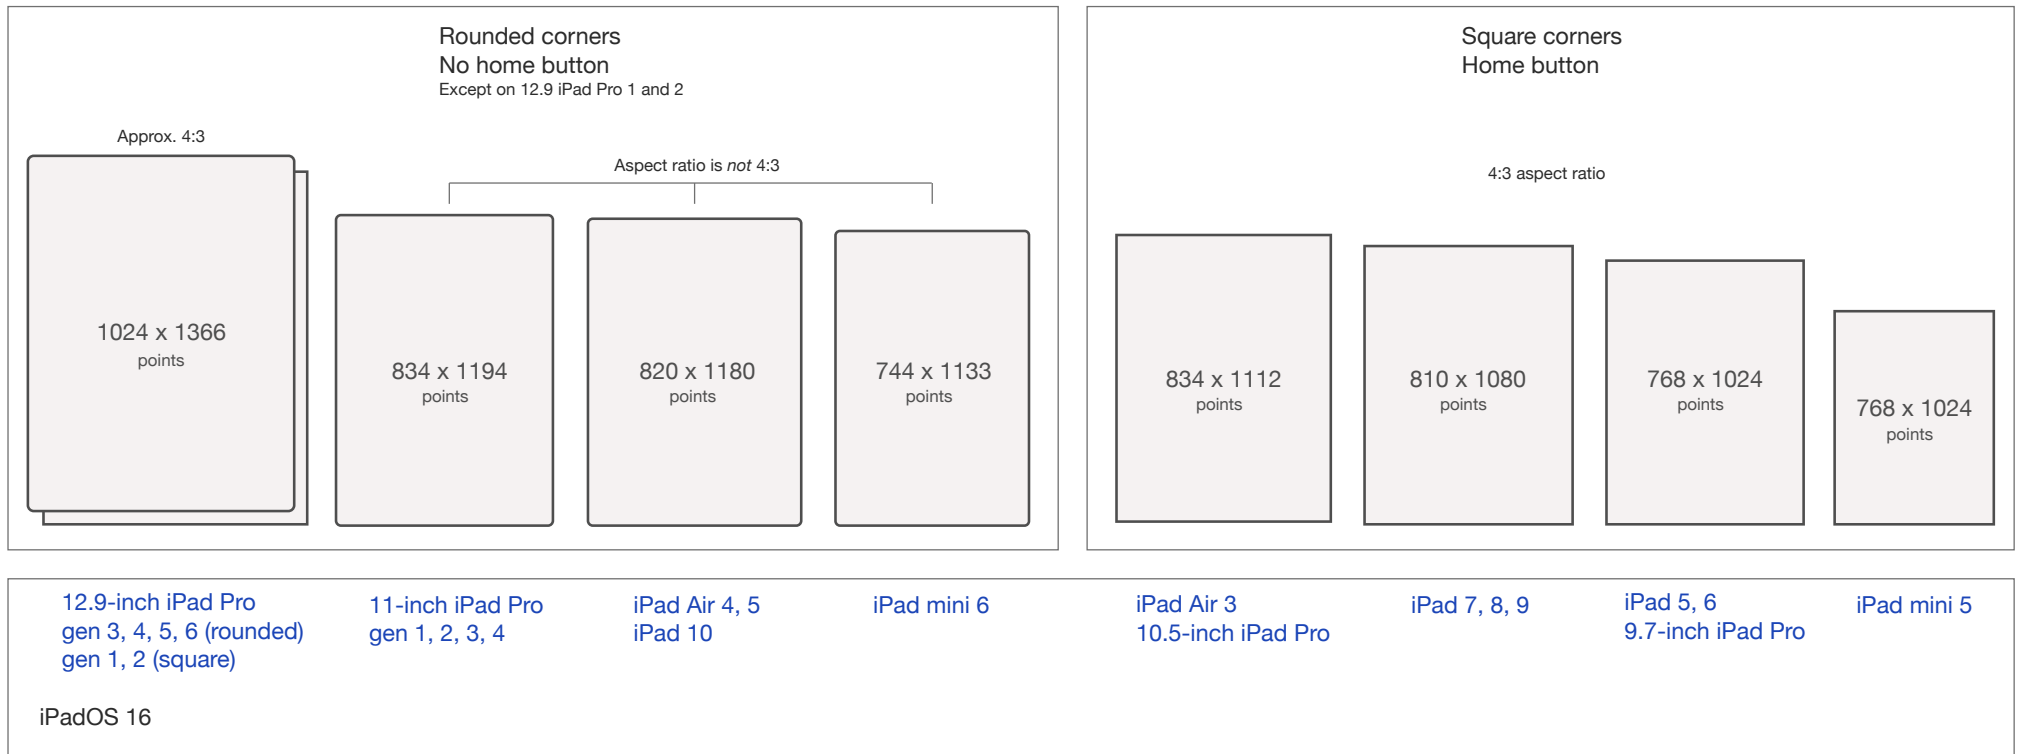 Rounded corners
No home button
Except on 12.9 iPad Pro 1 and 2
Approx. 4:3
Aspect ratio is not 4:3
1024 x 1366
points
834 x 1194
points
820 x 1180
points
744 x 1133
points
Square corners
Home button
4:3 aspect ratio
834 x 1112
points
810 x 1080
points
768 x 1024
points
768 x 1024
points
12.9-inch iPad Pro
gen 3, 4, 5, 6 (rounded)
gen 1, 2 (square)
11-inch iPad Pro
gen 1, 2, 3, 4
iPad Air 4, 5
iPad 10
iPad mini 6
iPad Air 3
10.5-inch iPad Pro
iPad 7, 8, 9
iPad 5, 6
9.7-inch iPad Pro
iPad mini 5
iPadOS 16